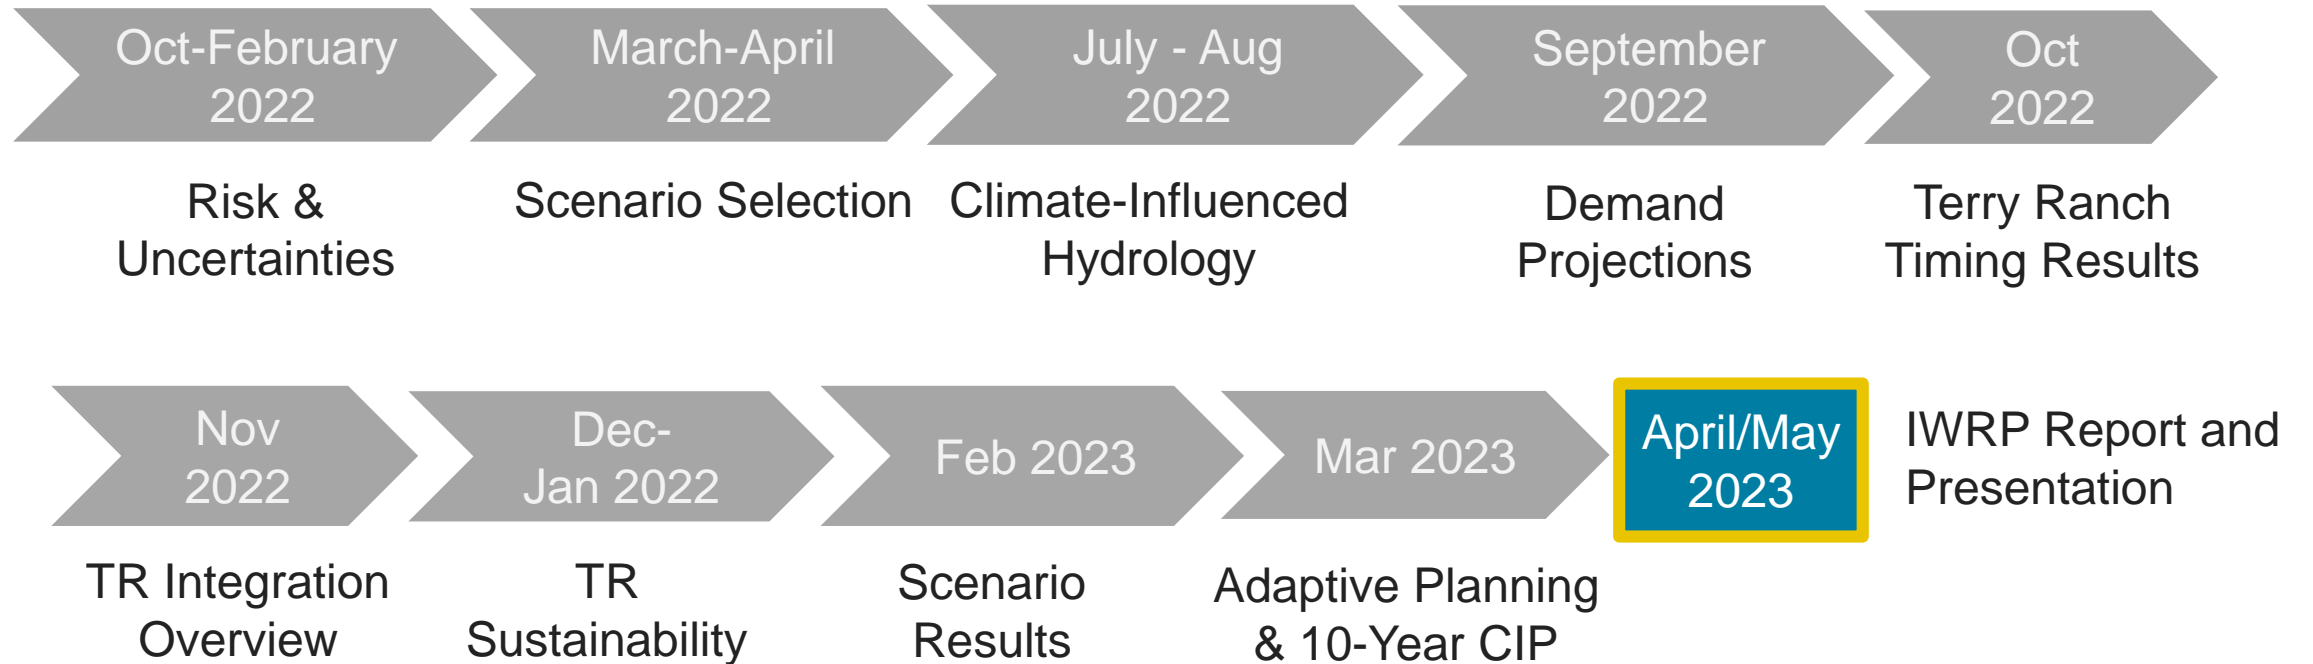 Oct-February
2022
March-April
2022
July - Aug
2022
September
2022
Oct
2022
Risk &
Uncertainties
Scenario Selection
Climate-Influenced
Hydrology
Demand
Projections
Terry Ranch
Timing Results
Nov
2022
Dec-
Jan 2022
Feb 2023
Mar 2023
April/May
2023
IWRP Report and
Presentation
TR Integration
Overview
TR
Sustainability
Scenario
Results
Adaptive Planning
& 10-Year CIP